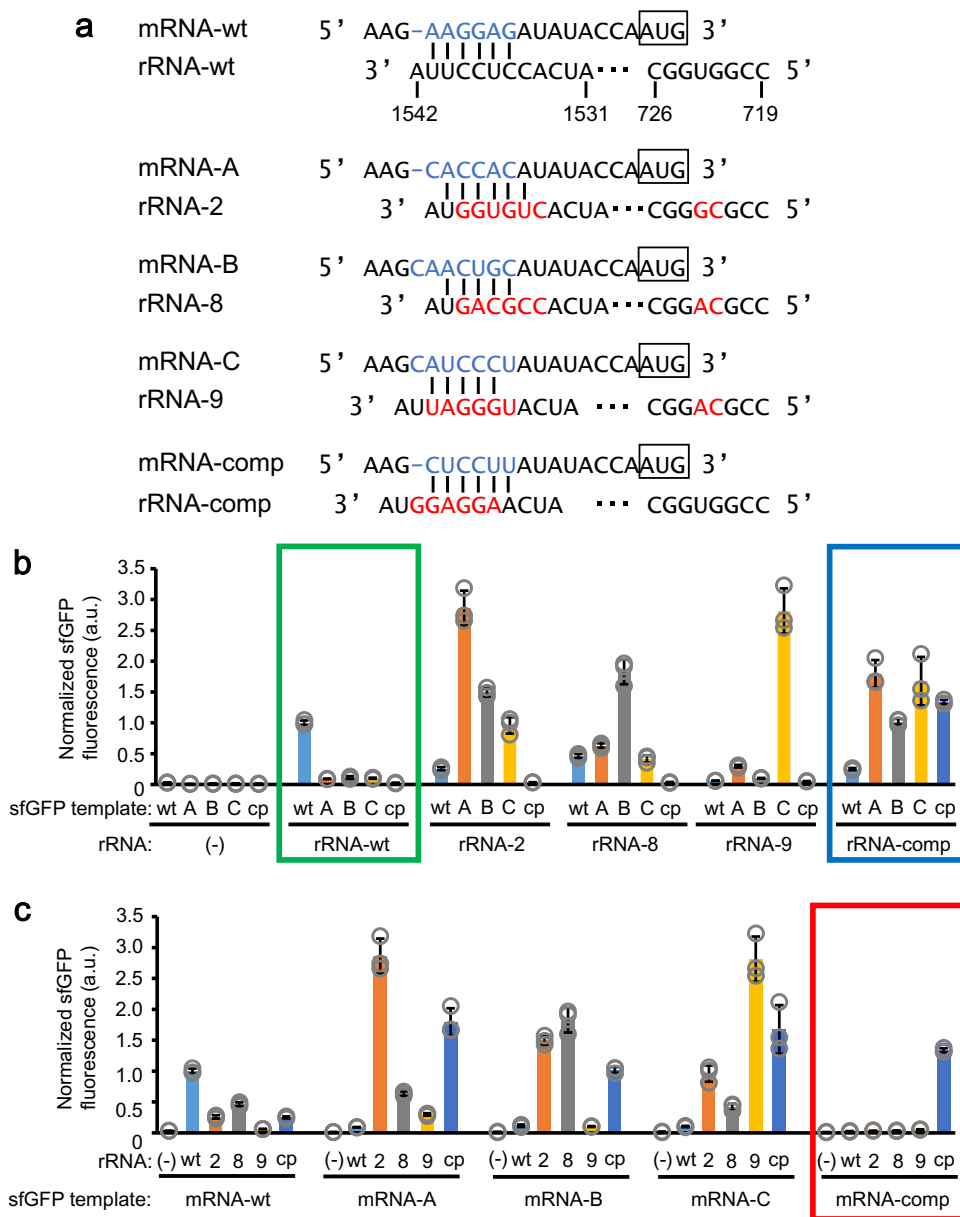 a
mRNA-wt 5’ AAG-AAGGAGAUAUACCAAUG 3’
rRNA-wt 3’ AUUCCUCCACUA··· CGGUGGCC 5’
1542 1531 726 719
mRNA-A 5’ AAG-CACCACAUAUACCAAUG 3’
rRNA-2 3’ AUGGUGUCACUA···CGGGCGCC 5’
mRNA-B 5’ AAGCAACUGCAUAUACCAAUG 3’
rRNA-8 3’ AUGACGCCACUA···CGGACGCC 5’
mRNA-C 5’ AAGCAUCCCUAUAUACCAAUG 3’
rRNA-9 3’ AUUAGGGUACUA ··· CGGACGCC 5’
mRNA-comp 5’ AAG-CUCCUUAUAUACCAAUG 3’
rRNA-comp 3’ AUGGAGGAACUA ··· CGGUGGCC 5’
b
Normalized sfGFP
fluorescence (a.u.)
3.5
3.0
2.5
2.0
1.5
1.0
0.5
0
sfGFP template: wt A B C cp wt A B C cp wt A B C cp wt A B C cp wt A B C cp wt A B C cp
rRNA: (-) rRNA-wt rRNA-2 rRNA-8 rRNA-9 rRNA-comp
c
Normalized sfGFP
fluorescence (a.u.)
3.5
3.0
2.5
2.0
1.5
1.0
0.5
0
rRNA: (-) wt 2 8 9 cp (-) wt 2 8 9 cp (-) wt 2 8 9 cp (-) wt 2 8 9 cp (-) wt 2 8 9 cp
sfGFP template: mRNA-wt mRNA-A mRNA-B mRNA-C mRNA-comp